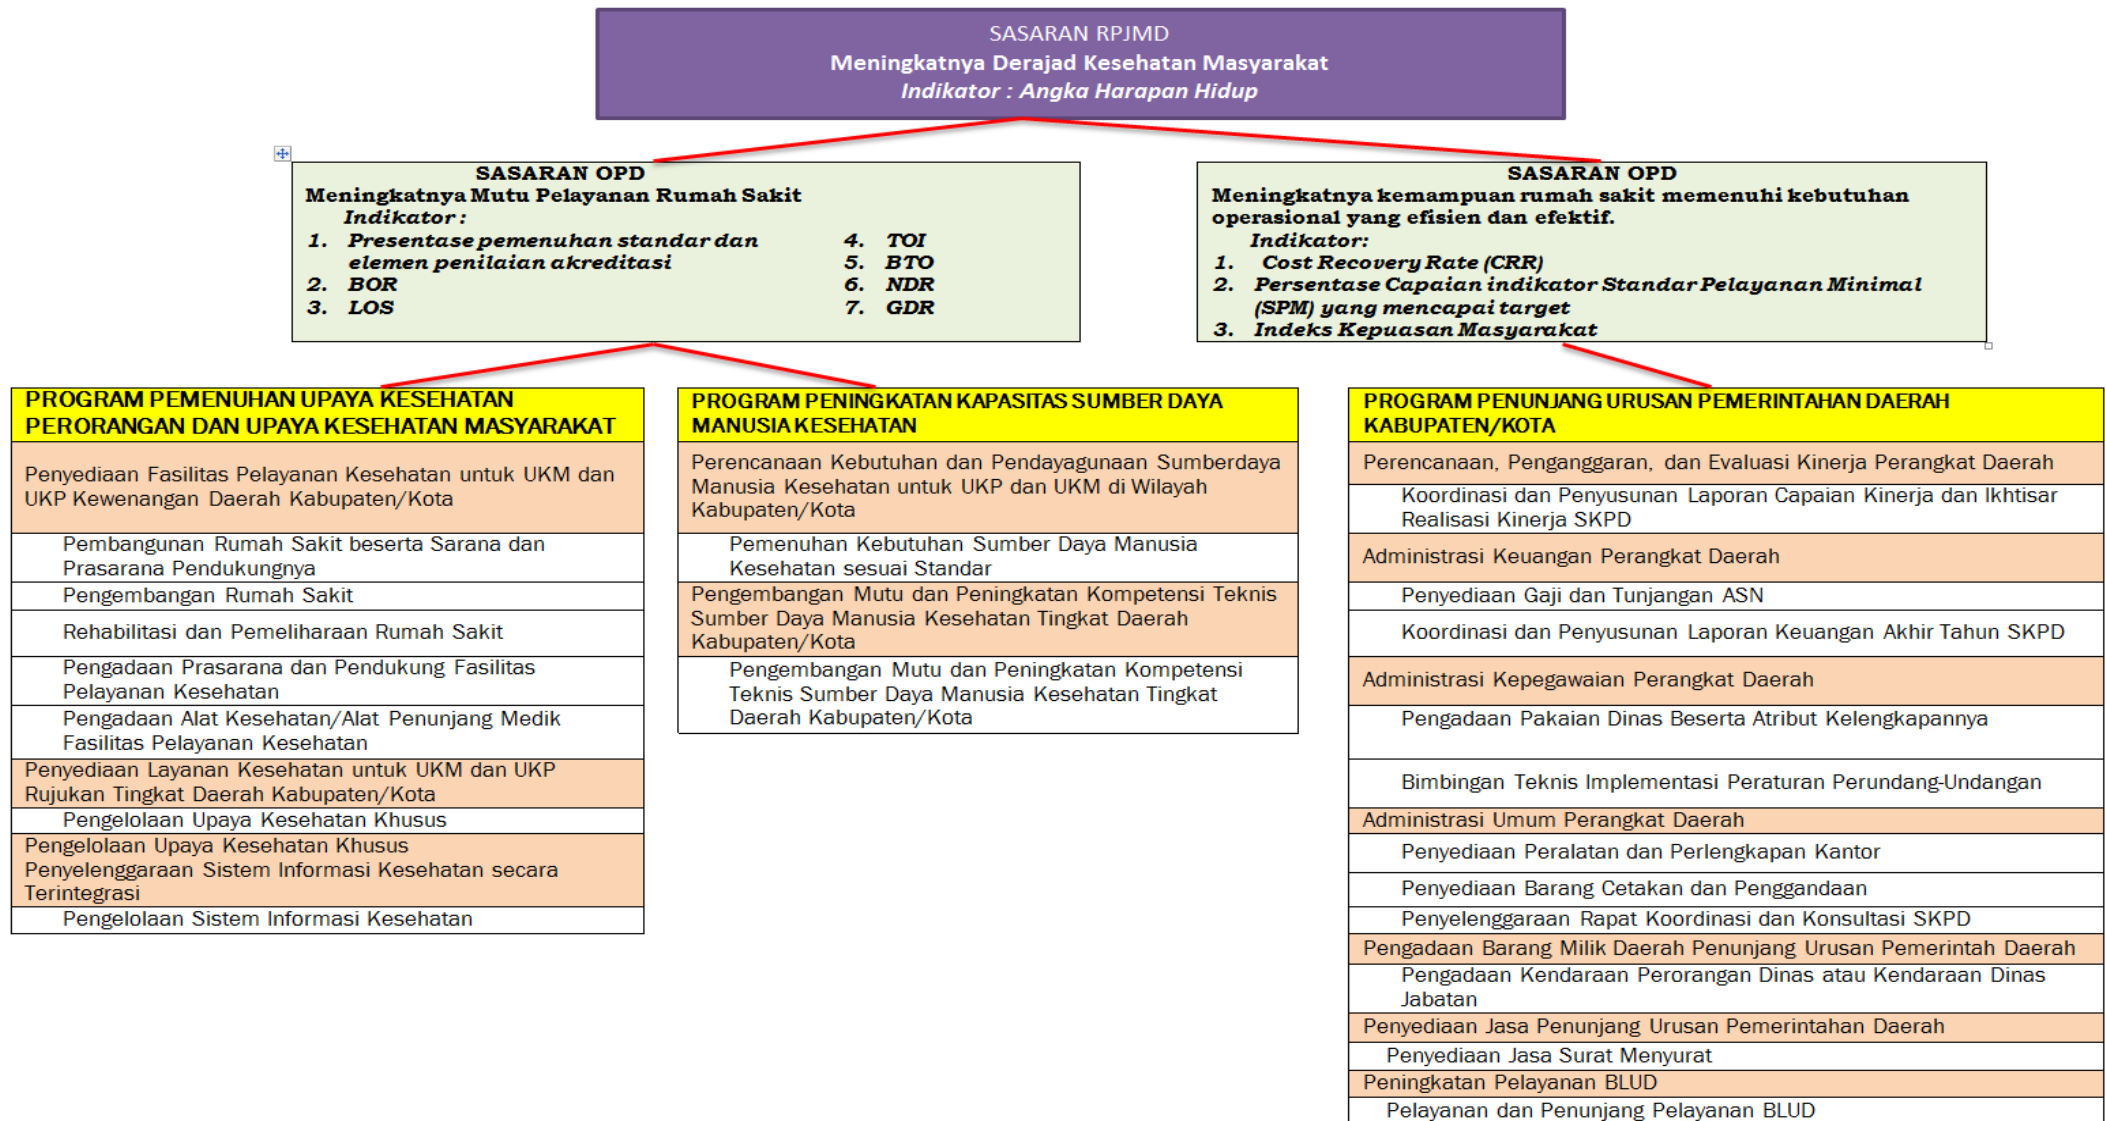 SASARAN RPJMD
Meningkatnya Derajad Kesehatan Masyarakat
Indikator : Angka Harapan Hidup
SASARAN OPD
Meningkatnya Mutu Pelayanan Rumah Sakit
Indikator :
1. Presentase pemenuhan standar dan
elemen penilaian akreditasi
2. BOR
3. LOS
4. TOI
5. BTO
6. NDR
7. GDR
SASARAN OPD
Meningkatnya kemampuan rumah sakit memenuhi kebutuhan
operasional yang efisien dan efektif.
Indikator:
1. Cost Recovery Rate (CRR)
2. Persentase Capaian indikator Standar Pelayanan Minimal
(SPM) yang mencapai target
3. Indeks Kepuasan Masyarakat
PROGRAM PEMENUHAN UPAYA KESEHATAN
PERORANGAN DAN UPAYA KESEHATAN MASYARAKAT
Penyediaan Fasilitas Pelayanan Kesehatan untuk UKM dan
UKP Kewenangan Daerah Kabupaten/Kota
Pembangunan Rumah Sakit beserta Sarana dan
Prasarana Pendukungnya
Pengembangan Rumah Sakit
Rehabilitasi dan Pemeliharaan Rumah Sakit
Pengadaan Prasarana dan Pendukung Fasilitas
Pelayanan Kesehatan
Pengadaan Alat Kesehatan/Alat Penunjang Medik
Fasilitas Pelayanan Kesehatan
Penyediaan Layanan Kesehatan untuk UKM dan UKP
Rujukan Tingkat Daerah Kabupaten/Kota
Pengelolaan Upaya Kesehatan Khusus
Pengelolaan Upaya Kesehatan Khusus
Penyelenggaraan Sistem Informasi Kesehatan secara
Terintegrasi
Pengelolaan Sistem Informasi Kesehatan
PROGRAM PENINGKATAN KAPASITAS SUMBER DAYA
MANUSIA KESEHATAN
Perencanaan Kebutuhan dan Pendayagunaan Sumberdaya
Manusia Kesehatan untuk UKP dan UKM di Wilayah
Kabupaten/Kota
Pemenuhan Kebutuhan Sumber Daya Manusia
Kesehatan sesuai Standar
Pengembangan Mutu dan Peningkatan Kompetensi Teknis
Sumber Daya Manusia Kesehatan Tingkat Daerah
Kabupaten/Kota
Pengembangan Mutu dan Peningkatan Kompetensi
Teknis Sumber Daya Manusia Kesehatan Tingkat
Daerah Kabupaten/Kota
PROGRAM PENUNJANG URUSAN PEMERINTAHAN DAERAH
KABUPATEN/KOTA
Perencanaan, Penganggaran, dan Evaluasi Kinerja Perangkat Daerah
Koordinasi dan Penyusunan Laporan Capaian Kinerja dan Ikhtisar
Realisasi Kinerja SKPD
Administrasi Keuangan Perangkat Daerah
Penyediaan Gaji dan Tunjangan ASN
Koordinasi dan Penyusunan Laporan Keuangan Akhir Tahun SKPD
Administrasi Kepegawaian Perangkat Daerah
Pengadaan Pakaian Dinas Beserta Atribut Kelengkapannya
Bimbingan Teknis Implementasi Peraturan Perundang-Undangan
Administrasi Umum Perangkat Daerah
Penyediaan Peralatan dan Perlengkapan Kantor
Penyediaan Barang Cetakan dan Penggandaan
Penyelenggaraan Rapat Koordinasi dan Konsultasi SKPD
Pengadaan Barang Milik Daerah Penunjang Urusan Pemerintah Daerah
Pengadaan Kendaraan Perorangan Dinas atau Kendaraan Dinas
Jabatan
Penyediaan Jasa Penunjang Urusan Pemerintahan Daerah
Penyediaan Jasa Surat Menyurat
Peningkatan Pelayanan BLUD
Pelayanan dan Penunjang Pelayanan BLUD